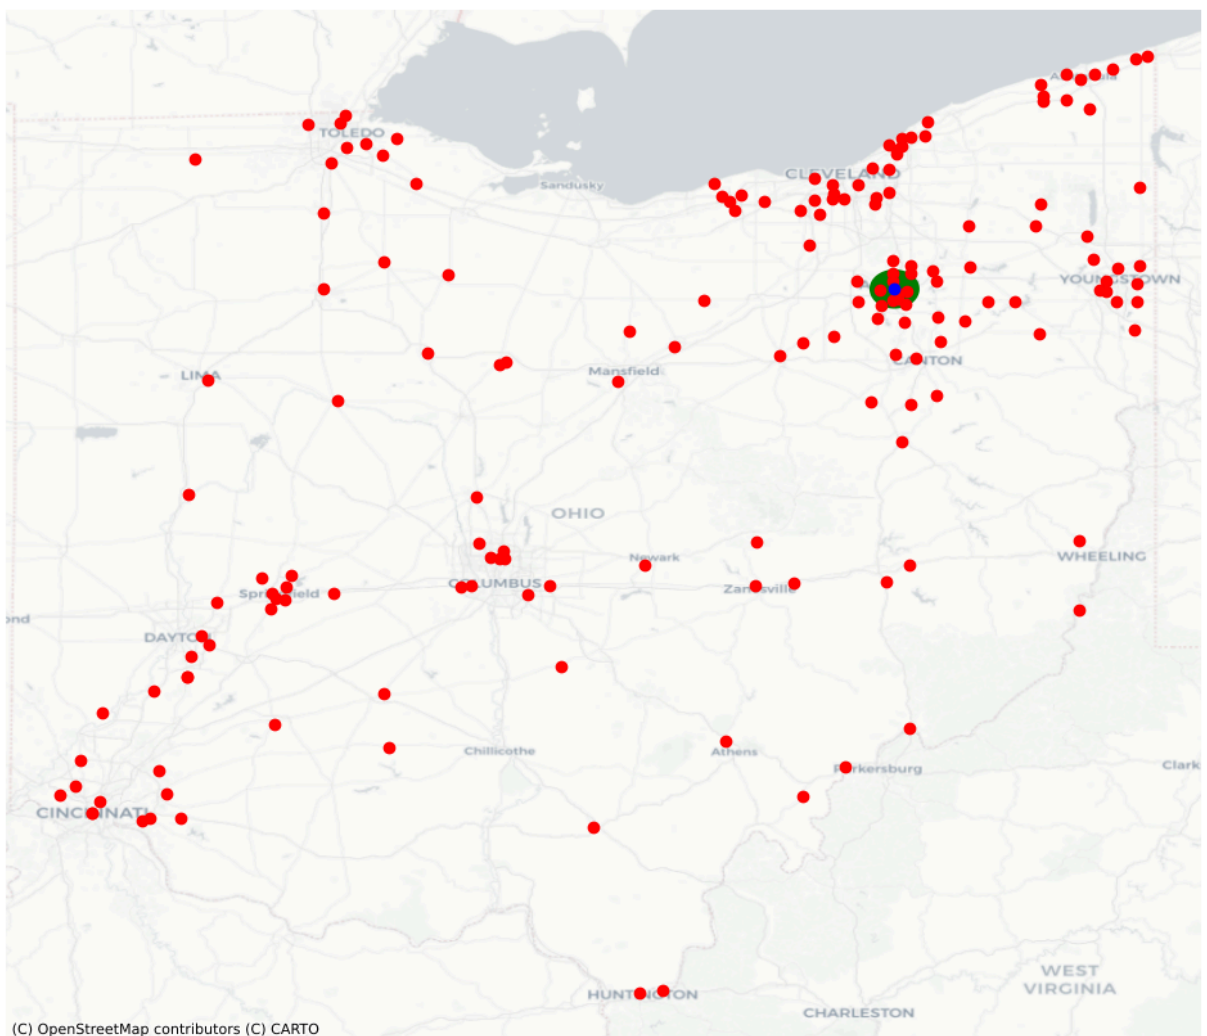 TOLEDO
CLEVELAND
Sandusky
YOUNGSTOWN
LIMA
Mansfield
CANTON
OHIO
Newark
WHEELING
COLUMBUS
Springfield
Zanesville
ond
DAYTON
Chillicothe
Athens
Parkersburg
Clark
CINCINNATI
WEST
VIRGINIA
HUNTINGTON
CHARLESTON
(C) OpenStreetMap contributors (C) CARTO